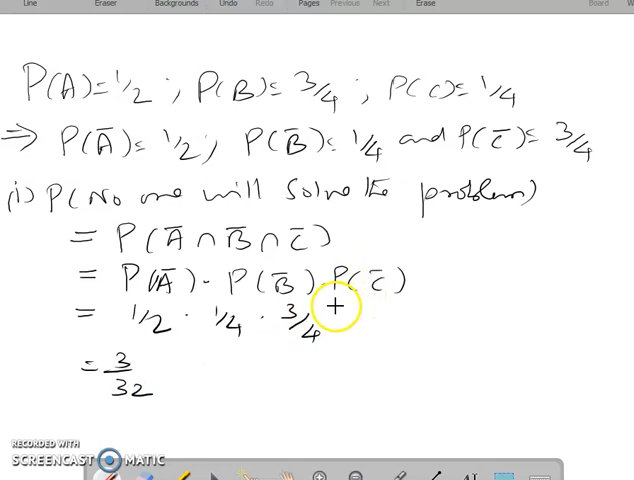 Line Eraser Backgrounds Undo Redo Pages Previous Next Erase Board
P(A)=1/2 ; P(B)=3/4 ; P(C)=1/4
⇒ P(Ā)=1/2; P(B̄)=1/4 and P(C̄)=3/4
(i) P(No one will solve the problem)
= P(Ā∩B̄∩C̄)
= P(Ā)·P(B̄)·P(C̄)
= 1/2 · 1/4 · 3/4
= 3/32
RECORDED WITH
SCREENCAST MATIC